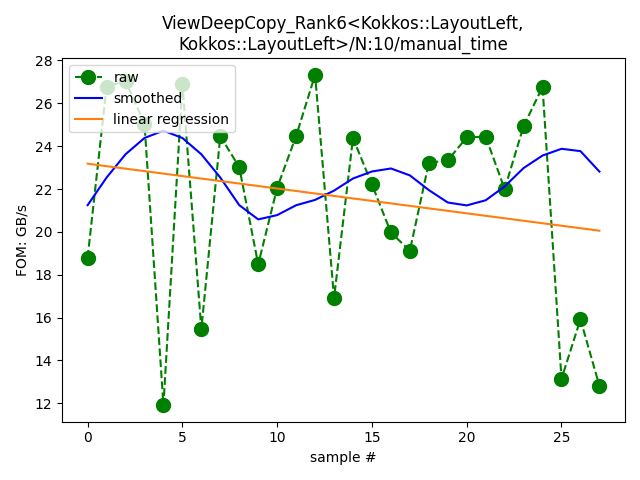 ViewDeepCopy_Rank6<Kokkos::LayoutLeft,
Kokkos::LayoutLeft>/N:10/manual_time
raw
smoothed
linear regression
FOM: GB/s
28
26
24
22
20
18
16
14
12
0
5
10
15
20
25
sample #